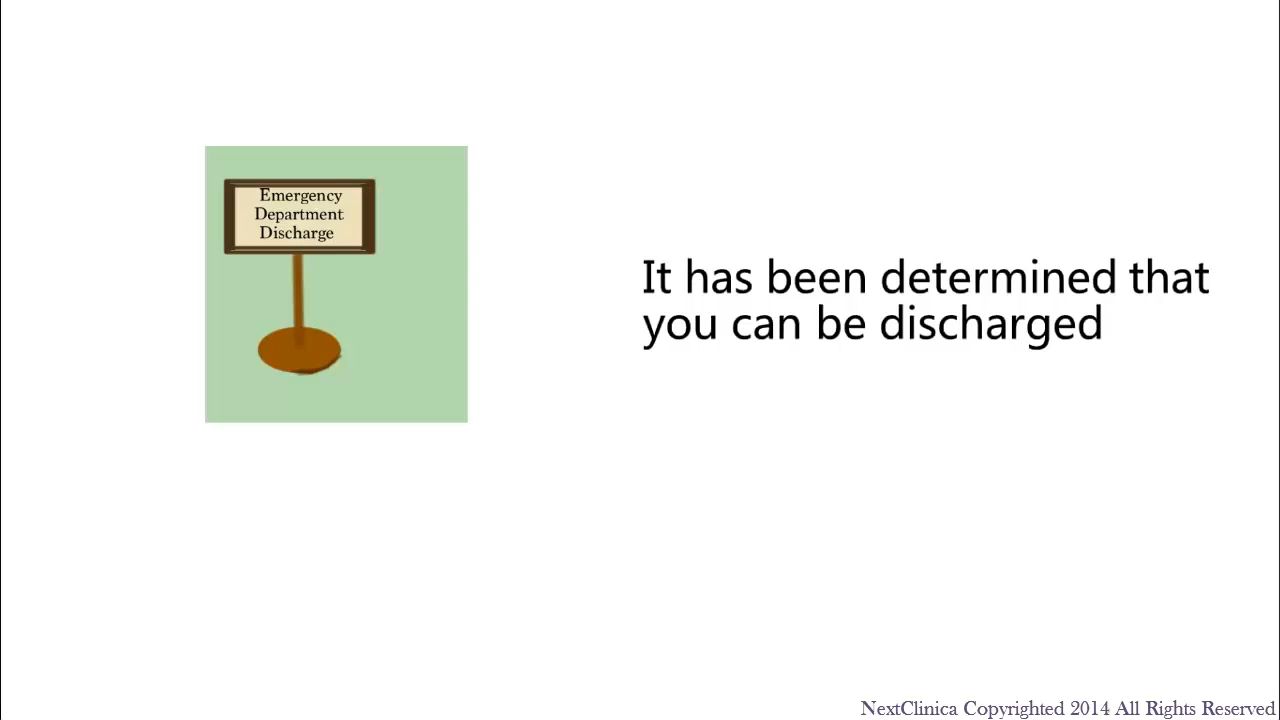 Emergency
Department
Discharge
It has been determined that
you can be discharged
NextClinica Copyrighted 2014 All Rights Reserved